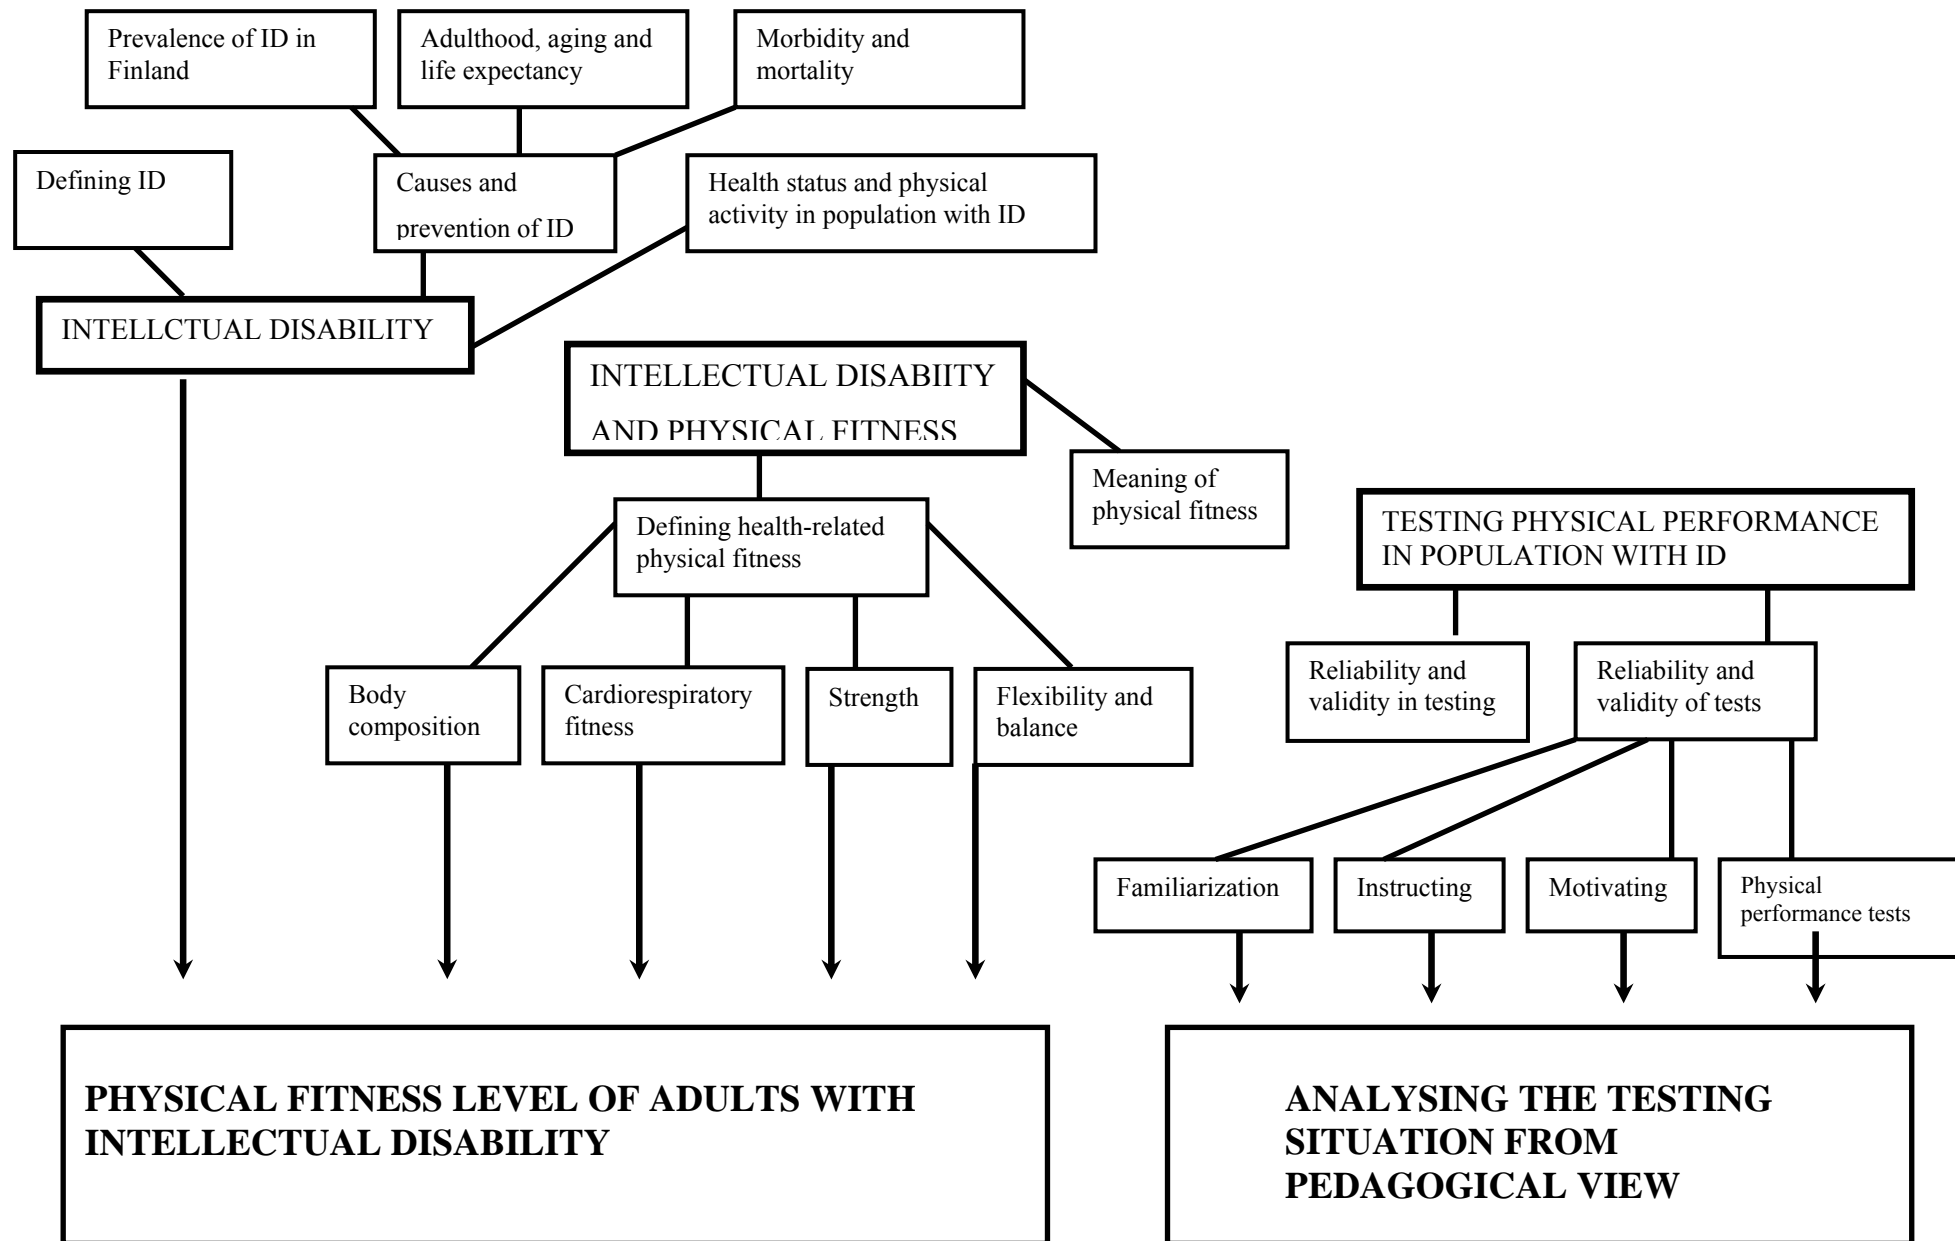 Prevalence of ID in
Finland
Adulthood, aging and
life expectancy
Morbidity and
mortality
Defining ID
Causes and
prevention of ID
Health status and physical
activity in population with ID
INTELLCTUAL DISABILITY
INTELLECTUAL DISABIITY
AND PHYSICAL FITNESS
Meaning of
physical fitness
Defining health-related
physical fitness
TESTING PHYSICAL PERFORMANCE
IN POPULATION WITH ID
Body
composition
Cardiorespiratory
fitness
Strength
Flexibility and
balance
Reliability and
validity in testing
Reliability and
validity of tests
Familiarization
Instructing
Motivating
Physical
performance tests
PHYSICAL FITNESS LEVEL OF ADULTS WITH
INTELLECTUAL DISABILITY
ANALYSING THE TESTING
SITUATION FROM
PEDAGOGICAL VIEW